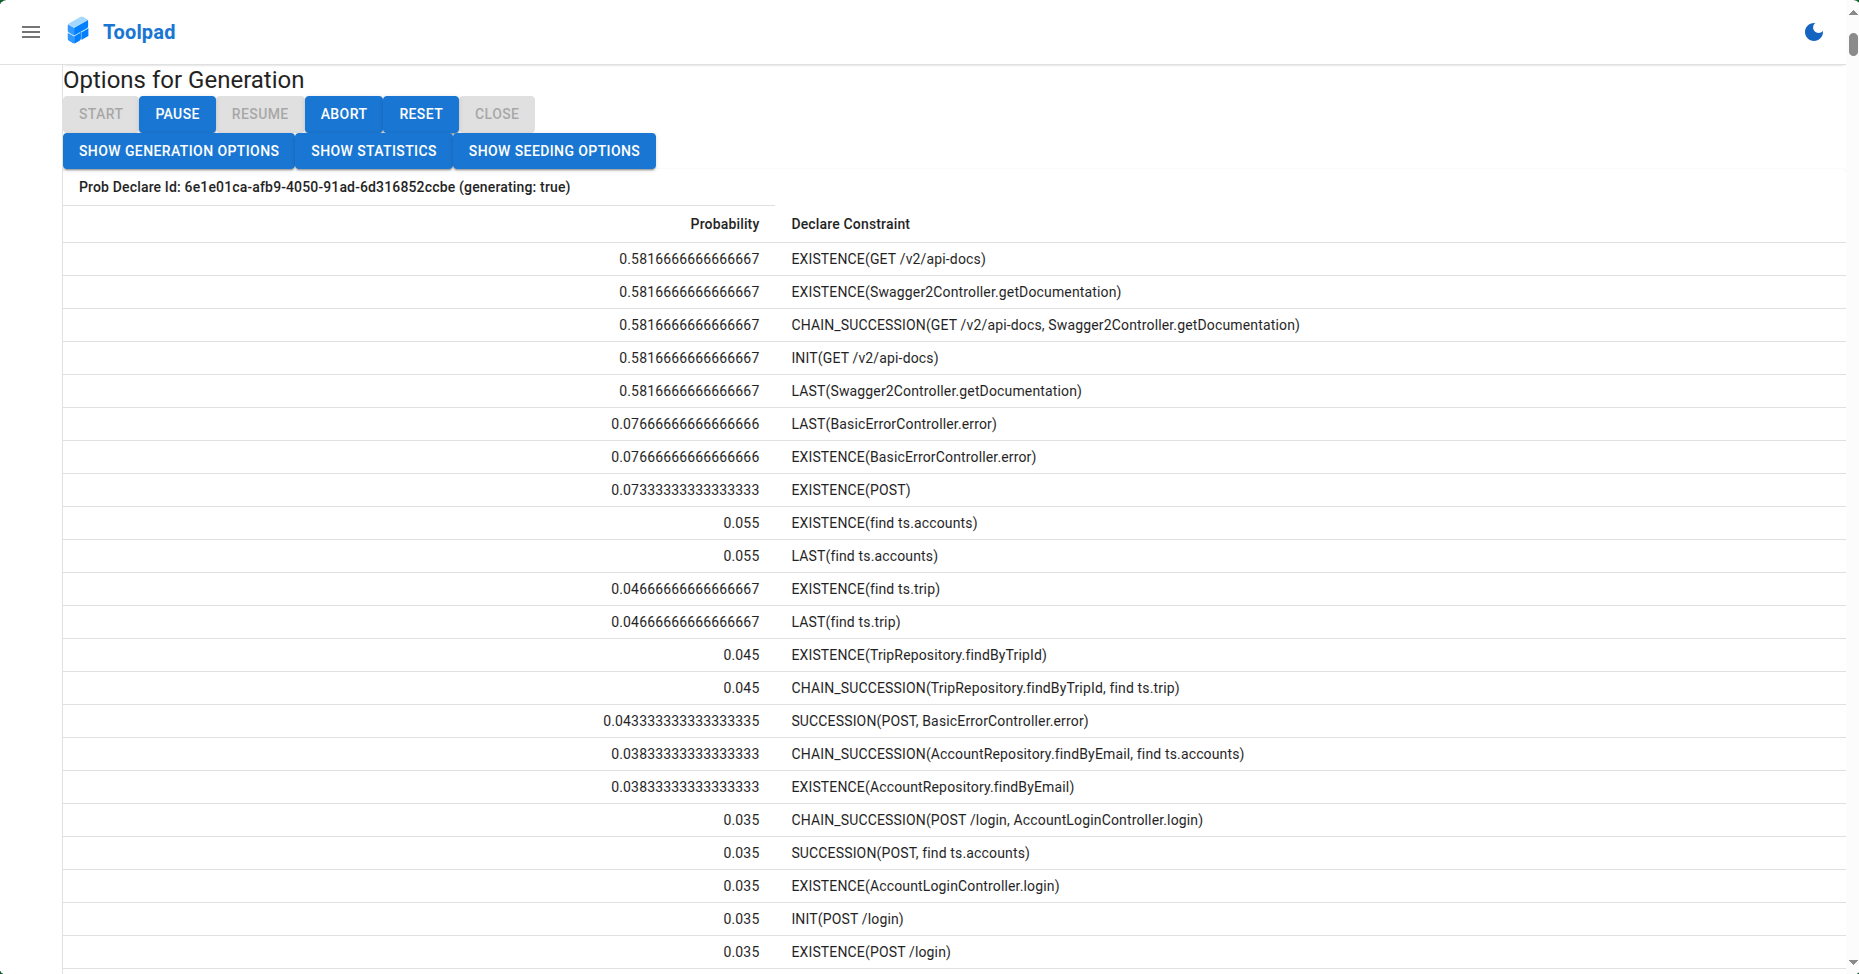 Toolpad
Options for Generation
START PAUSE RESUME ABORT RESET CLOSE
SHOW GENERATION OPTIONS SHOW STATISTICS SHOW SEEDING OPTIONS
Prob Declare Id: 6e1e01ca-afb9-4050-91ad-6d316852ccbe (generating: true)
Probability Declare Constraint
0.5816666666666667 EXISTENCE(GET /v2/api-docs)
0.5816666666666667 EXISTENCE(Swagger2Controller.getDocumentation)
0.5816666666666667 CHAIN_SUCCESSION(GET /v2/api-docs, Swagger2Controller.getDocumentation)
0.5816666666666667 INIT(GET /v2/api-docs)
0.5816666666666667 LAST(Swagger2Controller.getDocumentation)
0.07666666666666666 LAST(BasicErrorController.error)
0.07666666666666666 EXISTENCE(BasicErrorController.error)
0.07333333333333333 EXISTENCE(POST)
0.055 EXISTENCE(find ts.accounts)
0.055 LAST(find ts.accounts)
0.04666666666666667 EXISTENCE(find ts.trip)
0.04666666666666667 LAST(find ts.trip)
0.045 EXISTENCE(TripRepository.findByTripId)
0.045 CHAIN_SUCCESSION(TripRepository.findByTripId, find ts.trip)
0.043333333333333335 SUCCESSION(POST, BasicErrorController.error)
0.03833333333333333 CHAIN_SUCCESSION(AccountRepository.findByEmail, find ts.accounts)
0.03833333333333333 EXISTENCE(AccountRepository.findByEmail)
0.035 CHAIN_SUCCESSION(POST /login, AccountLoginController.login)
0.035 SUCCESSION(POST, find ts.accounts)
0.035 EXISTENCE(AccountLoginController.login)
0.035 INIT(POST /login)
0.035 EXISTENCE(POST /login)